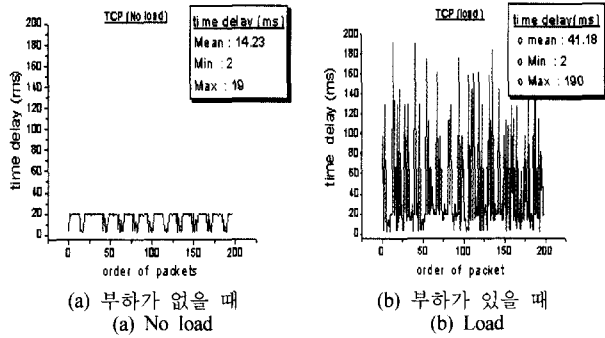 TCP (No load)
time delay (ms)
Mean : 14.23
Min : 2
Max : 19
time delay (ms)
200
180
160
140
120
100
80
60
40
20
0
0
50
100
150
200
order of packets
(a) 부하가 없을 때
(a) No load
TCP (load)
time delay (ms)
o mean : 41.18
o Min : 2
o Max : 190
time delay (ms)
200
180
160
140
120
100
80
60
40
20
0
0
50
100
150
200
order of packet
(b) 부하가 있을 때
(b) Load